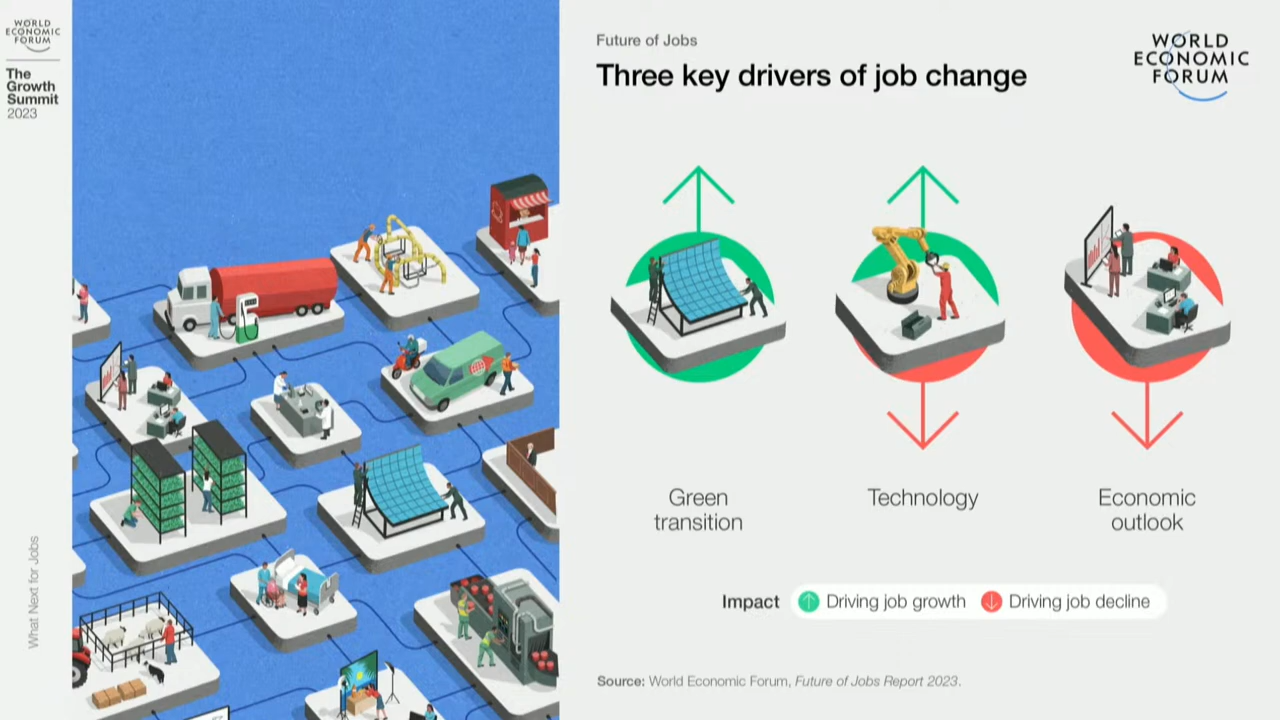 WORLD
ECONOMIC
FORUM
The
Growth
Summit
2023
What Next for Jobs
Future of Jobs
Three key drivers of job change
WORLD
ECONOMIC
FORUM
Green
transition
Technology
Economic
outlook
Impact Driving job growth Driving job decline
Source: World Economic Forum, Future of Jobs Report 2023.